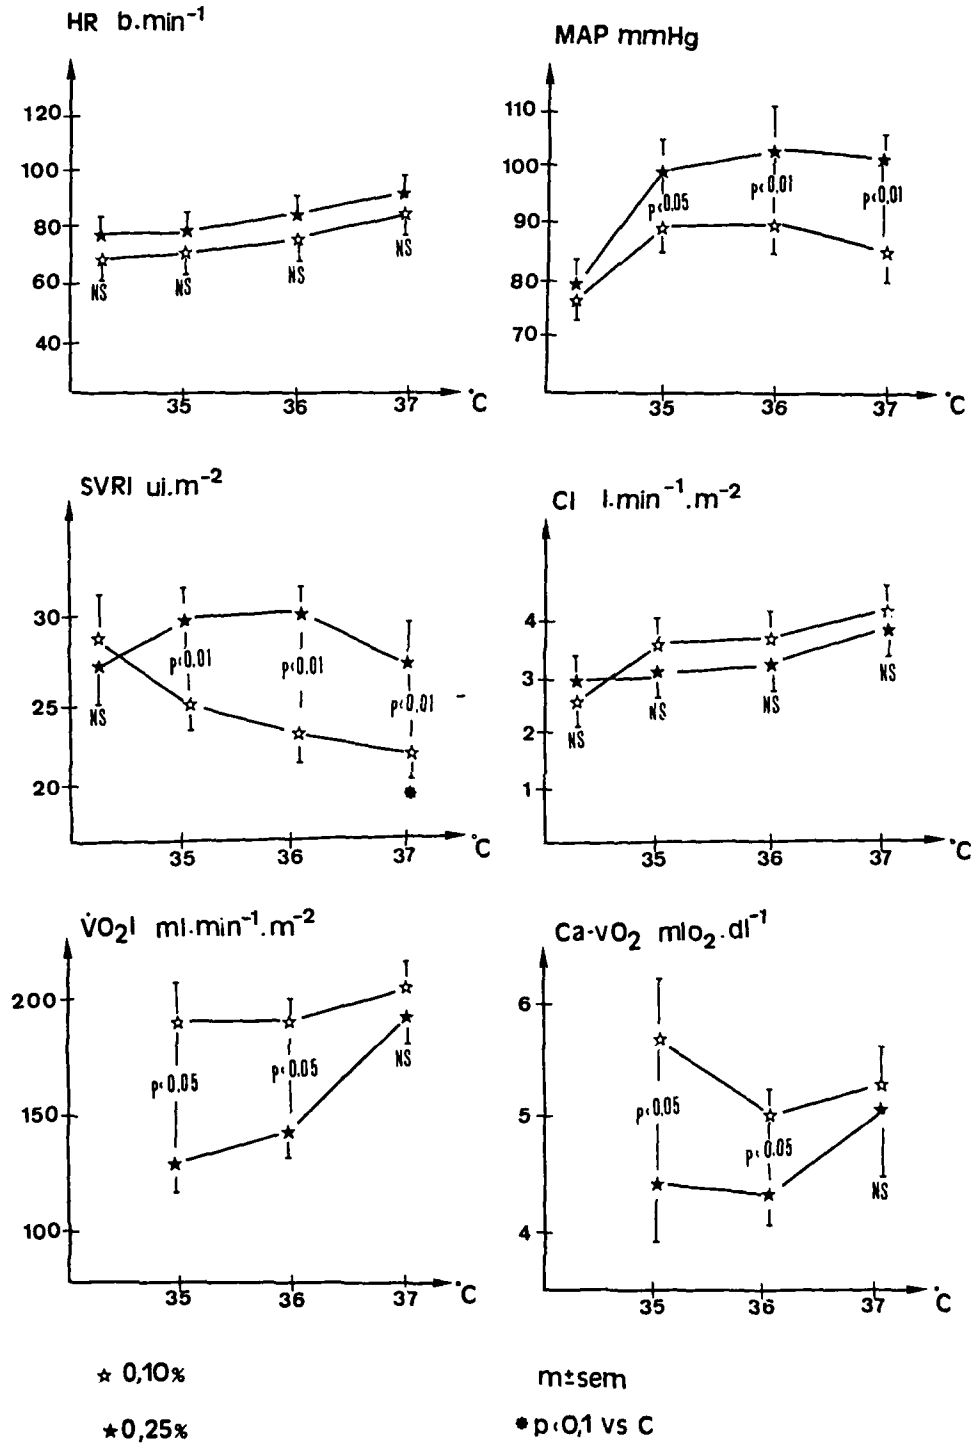 HR b.min⁻¹
120
100
80
60
40
NS
NS
NS
NS
35 36 37 °C
MAP mmHg
110
100
90
80
70
p<0,05
p<0,01
p<0,01
35 36 37 °C
SVRI ui.m⁻²
30
25
20
NS
p<0,01
p<0,01
p<0,01
35 36 37 °C
CI l.min⁻¹.m⁻²
4
3
2
1
NS
NS
NS
NS
35 36 37 °C
V̇O₂I ml.min⁻¹.m⁻²
200
150
100
p<0.05
p<0.05
NS
35 36 37 °C
Ca-vO₂ mlo₂.dl⁻¹
6
5
4
p<0,05
p<0.05
NS
35 36 37 °C
☆ 0,10%
★ 0,25%
m±sem
p<0,1 vs C